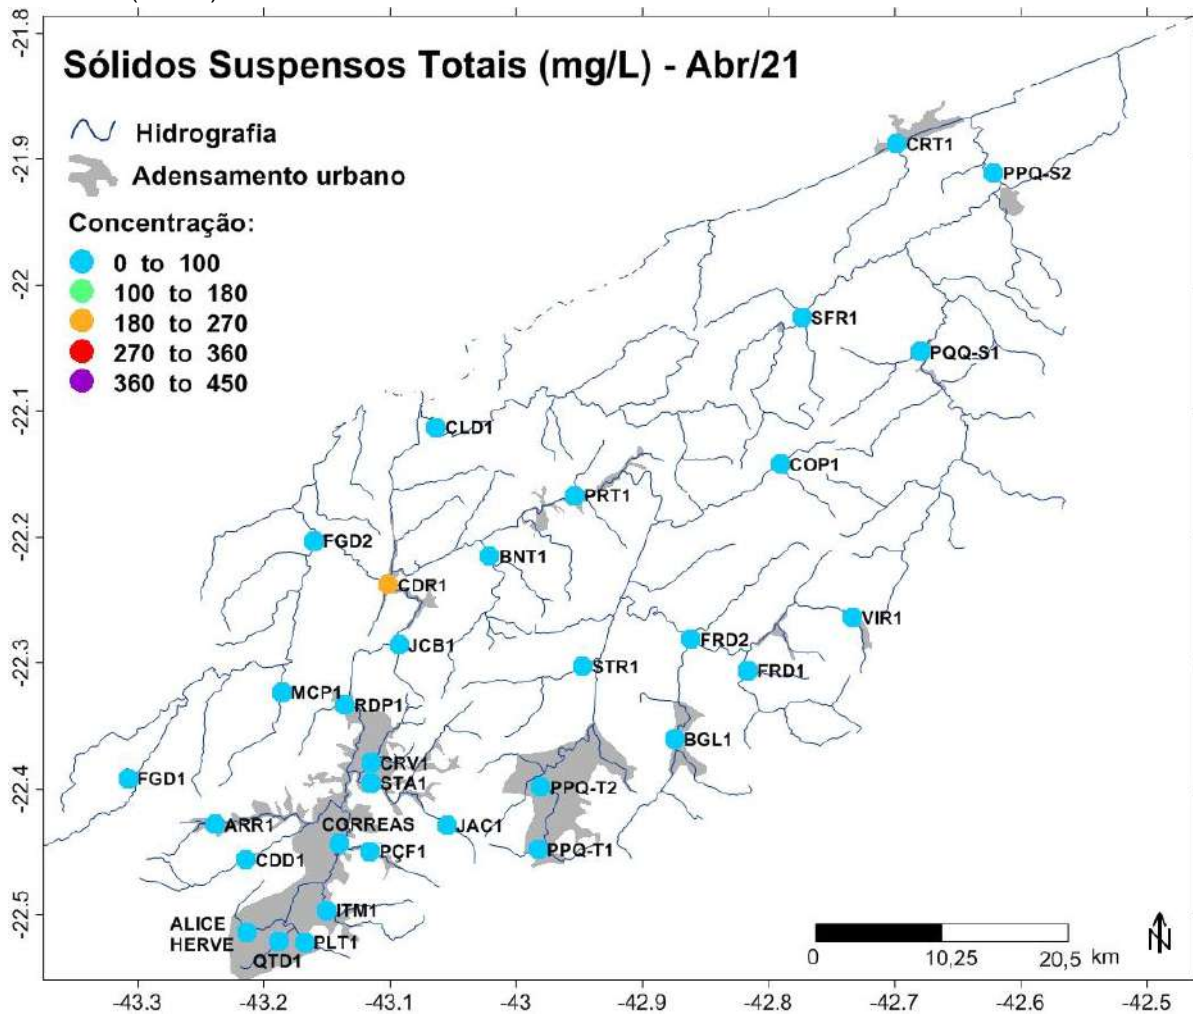 Sólidos Suspensos Totais (mg/L) - Abr/21
Hidrografia
Adensamento urbano
Concentração:
0 to 100
100 to 180
180 to 270
270 to 360
360 to 450
CRT1
PPQ-S2
SFR1
PQQ-S1
CLD1
COP1
PRT1
FGD2
BNT1
CDR1
VIR1
JCB1
FRD2
STR1
FRD1
MCP1
RDP1
BGL1
CRV1
FGD1
STA1
PPQ-T2
ARR1
CORREAS
JAC1
CDD1
PCF1
PPQ-T1
ITM1
ALICE
HERVE
PLT1
QTD1
0
10,25
20,5
km
N
-21.8
-21.9
-22
-22.1
-22.2
-22.3
-22.4
-22.5
-43.3
-43.2
-43.1
-43
-42.9
-42.8
-42.7
-42.6
-42.5